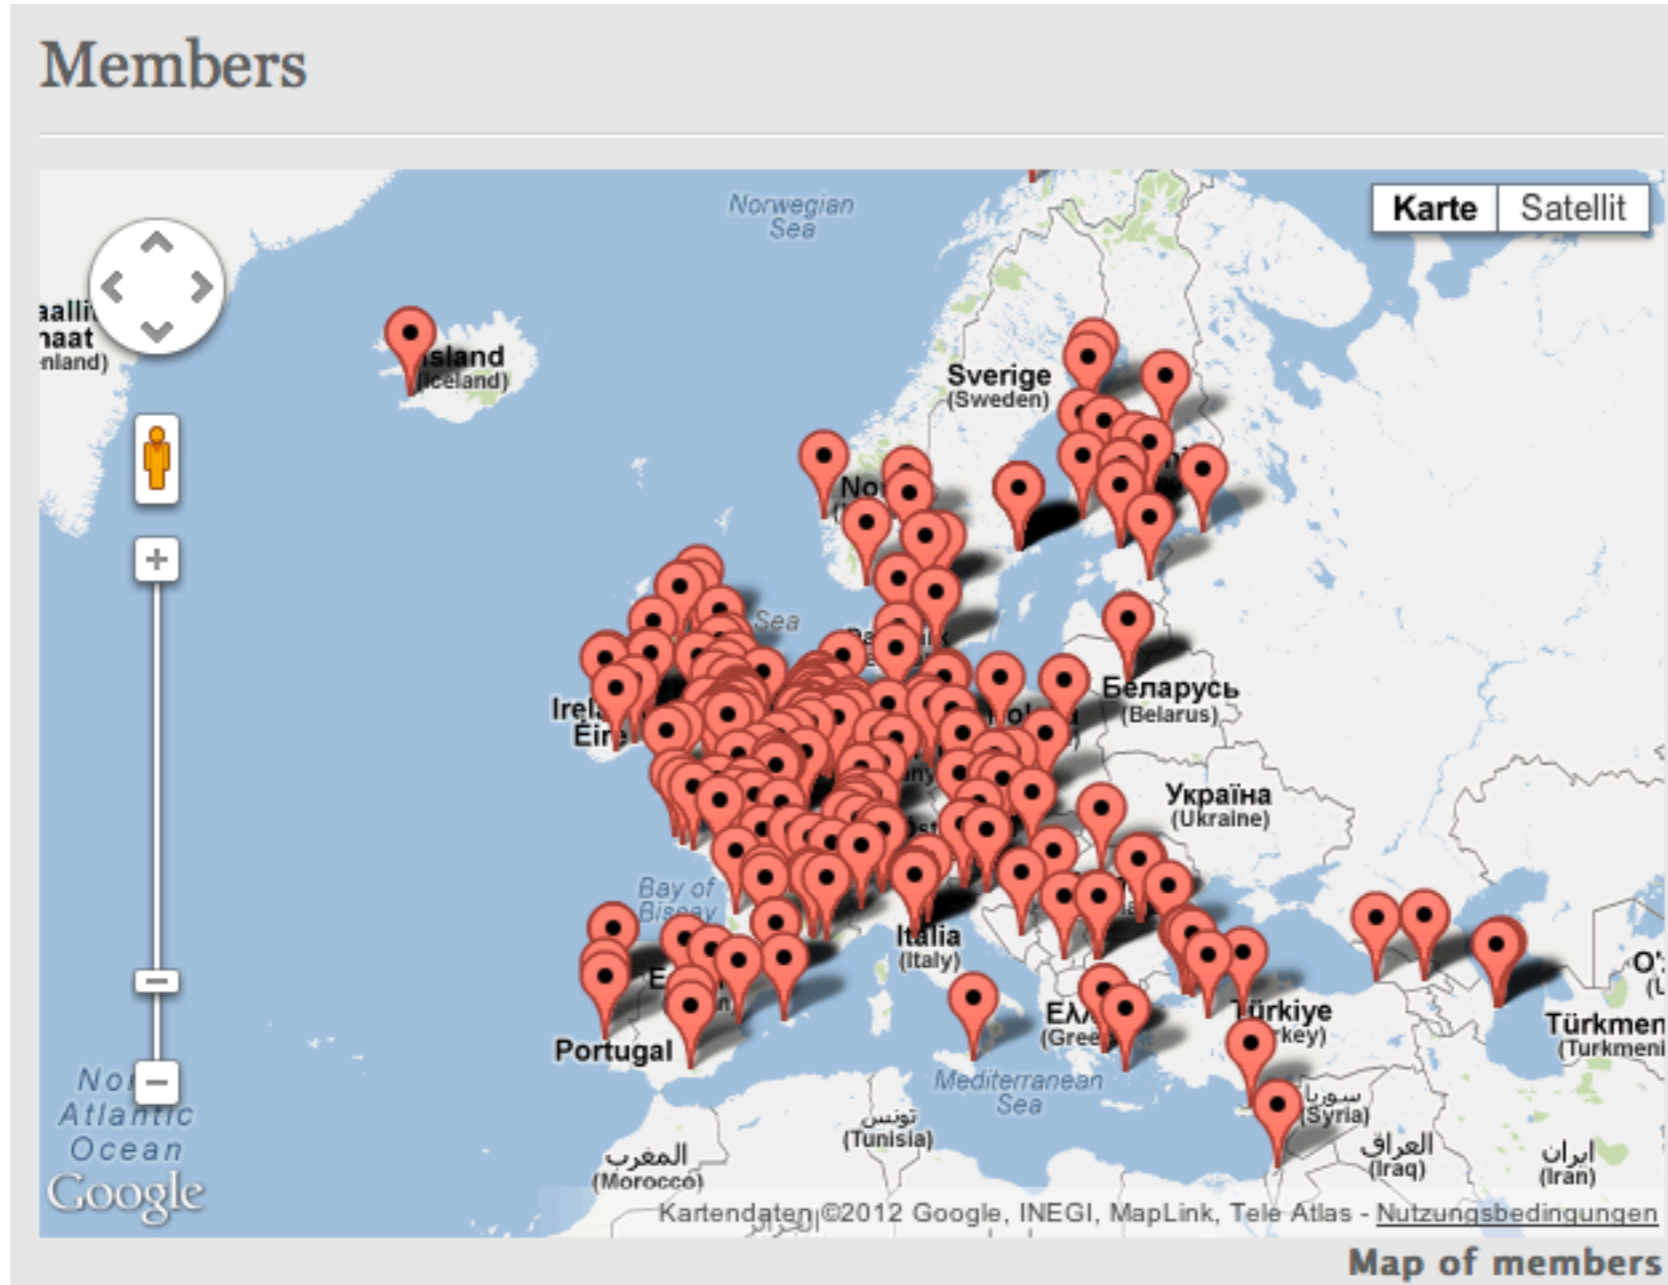 Members
Norwegian
Sea
Karte
Satellit
(Iceland)
Sverige
(Sweden)
Sea
Беларусь
(Belarus)
Éire
Україна
(Ukraine)
Bay of
Biscay
Italia
(Italy)
Portugal
Türkiye
Mediterranean
Sea
Atlantic
Ocean
سوريا
(Syria)
تونس
(Tunisia)
العراق
(Iraq)
ایران
(Iran)
المغرب
(Morocco)
Google
Kartendaten ©2012 Google, INEGI, MapLink, Tele Atlas - Nutzungsbedingungen
Map of members